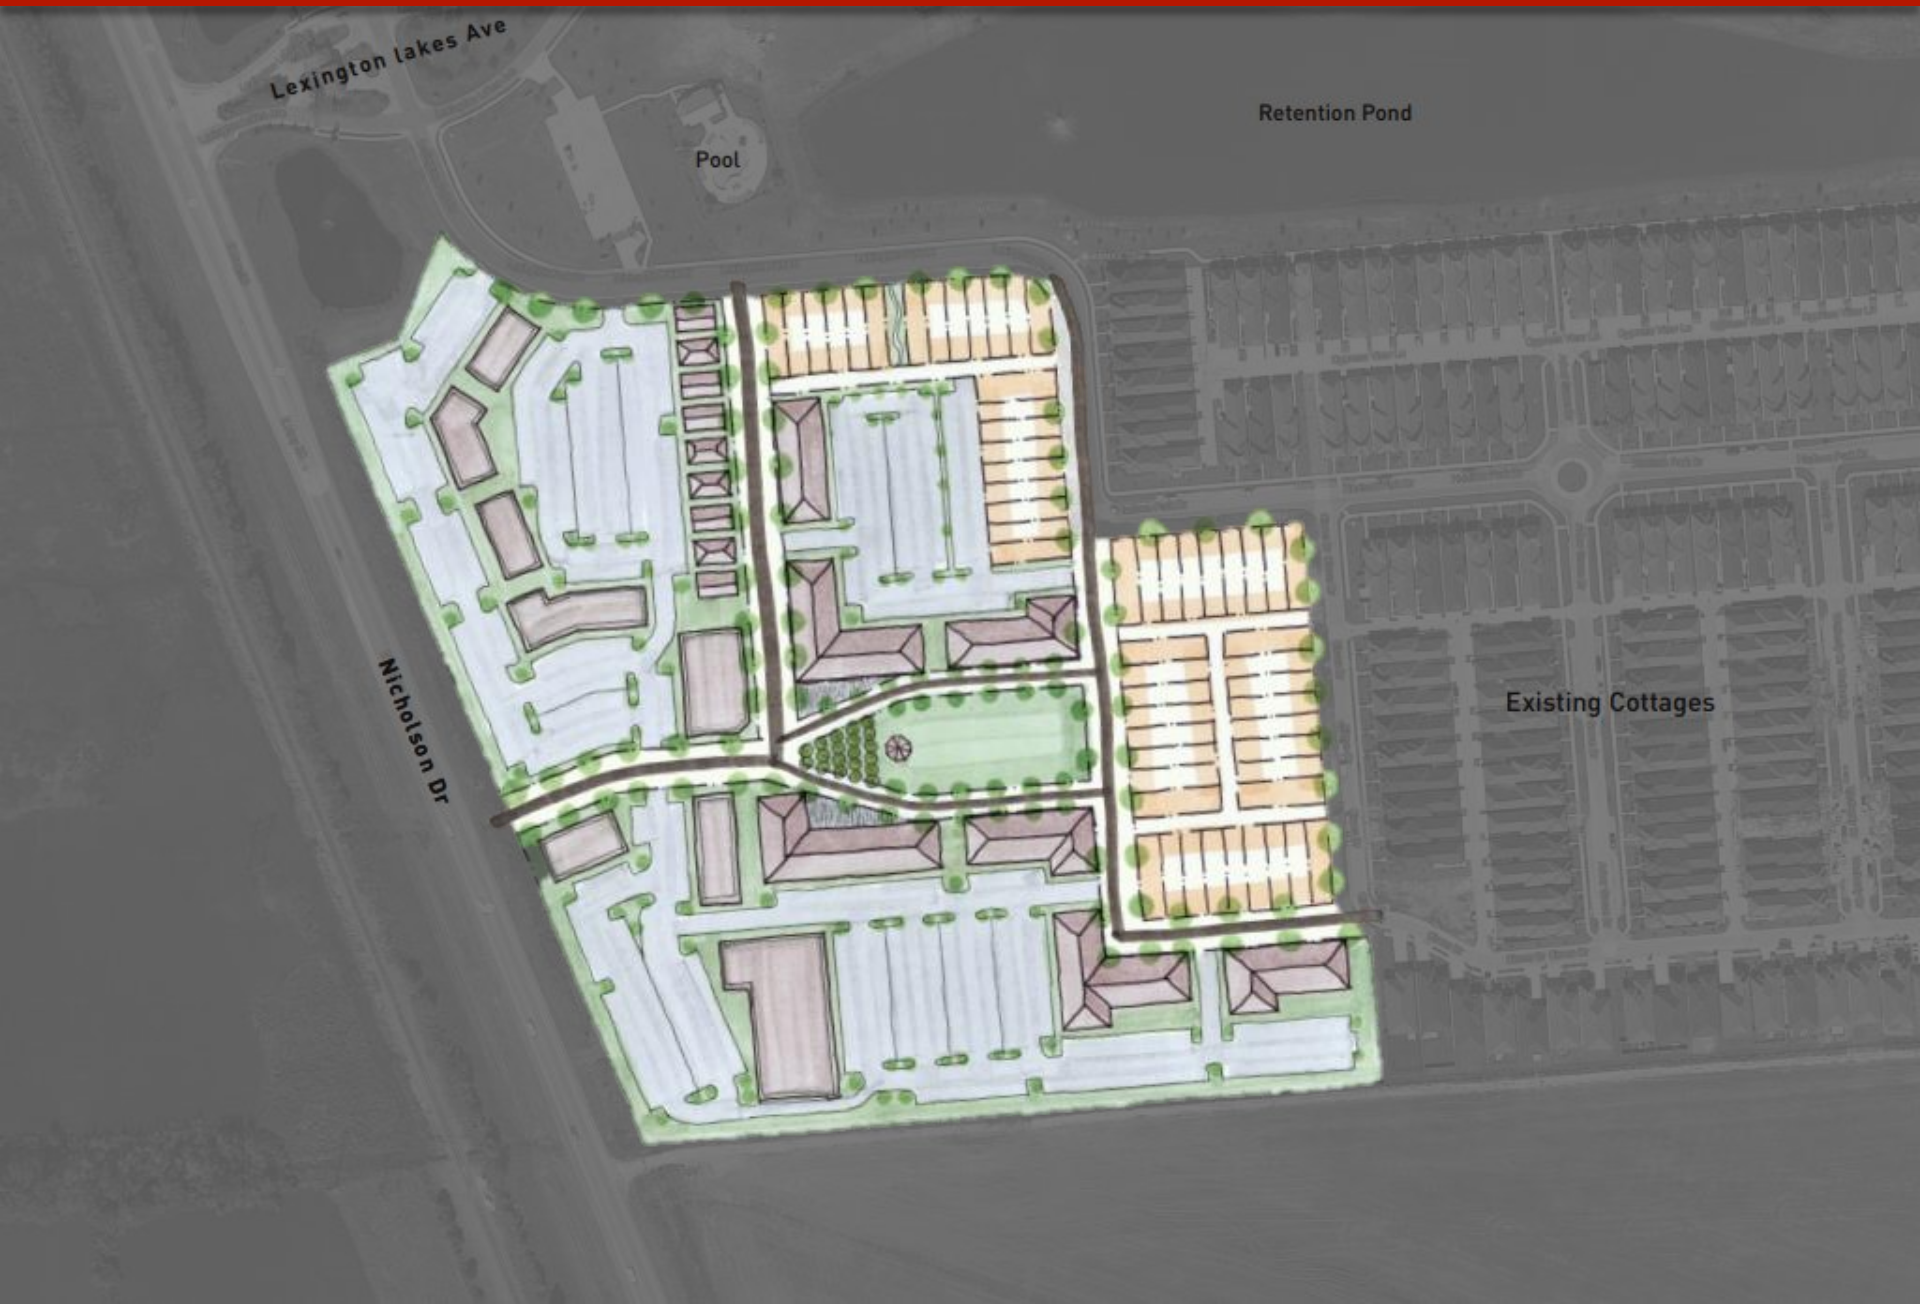 Lexington lakes Ave
Retention Pond
Pool
Nicholson Dr
Existing Cottages